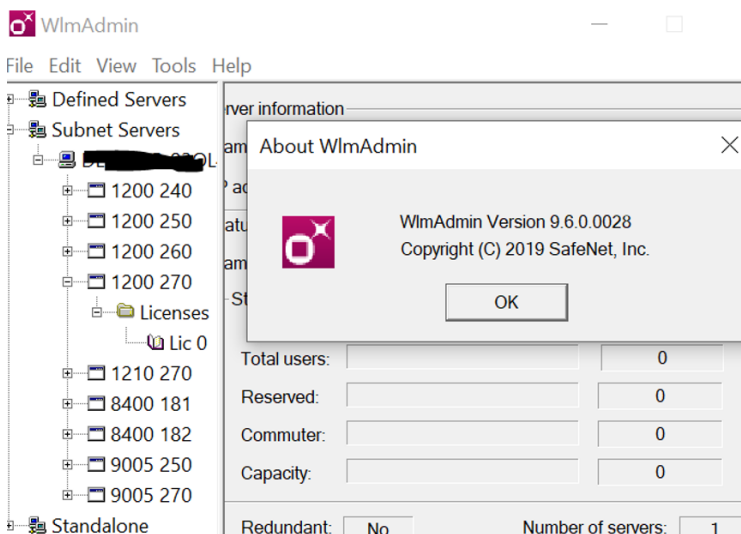 WlmAdmin
File Edit View Tools Help
Defined Servers
Subnet Servers
1200 240
1200 250
1200 260
1200 270
Licenses
Lic 0
1210 270
8400 181
8400 182
9005 250
9005 270
Standalone
rver information
About WlmAdmin
WlmAdmin Version 9.6.0.0028
Copyright (C) 2019 SafeNet, Inc.
OK
Total users: 0
Reserved: 0
Commuter: 0
Capacity: 0
Redundant: No Number of servers: 1